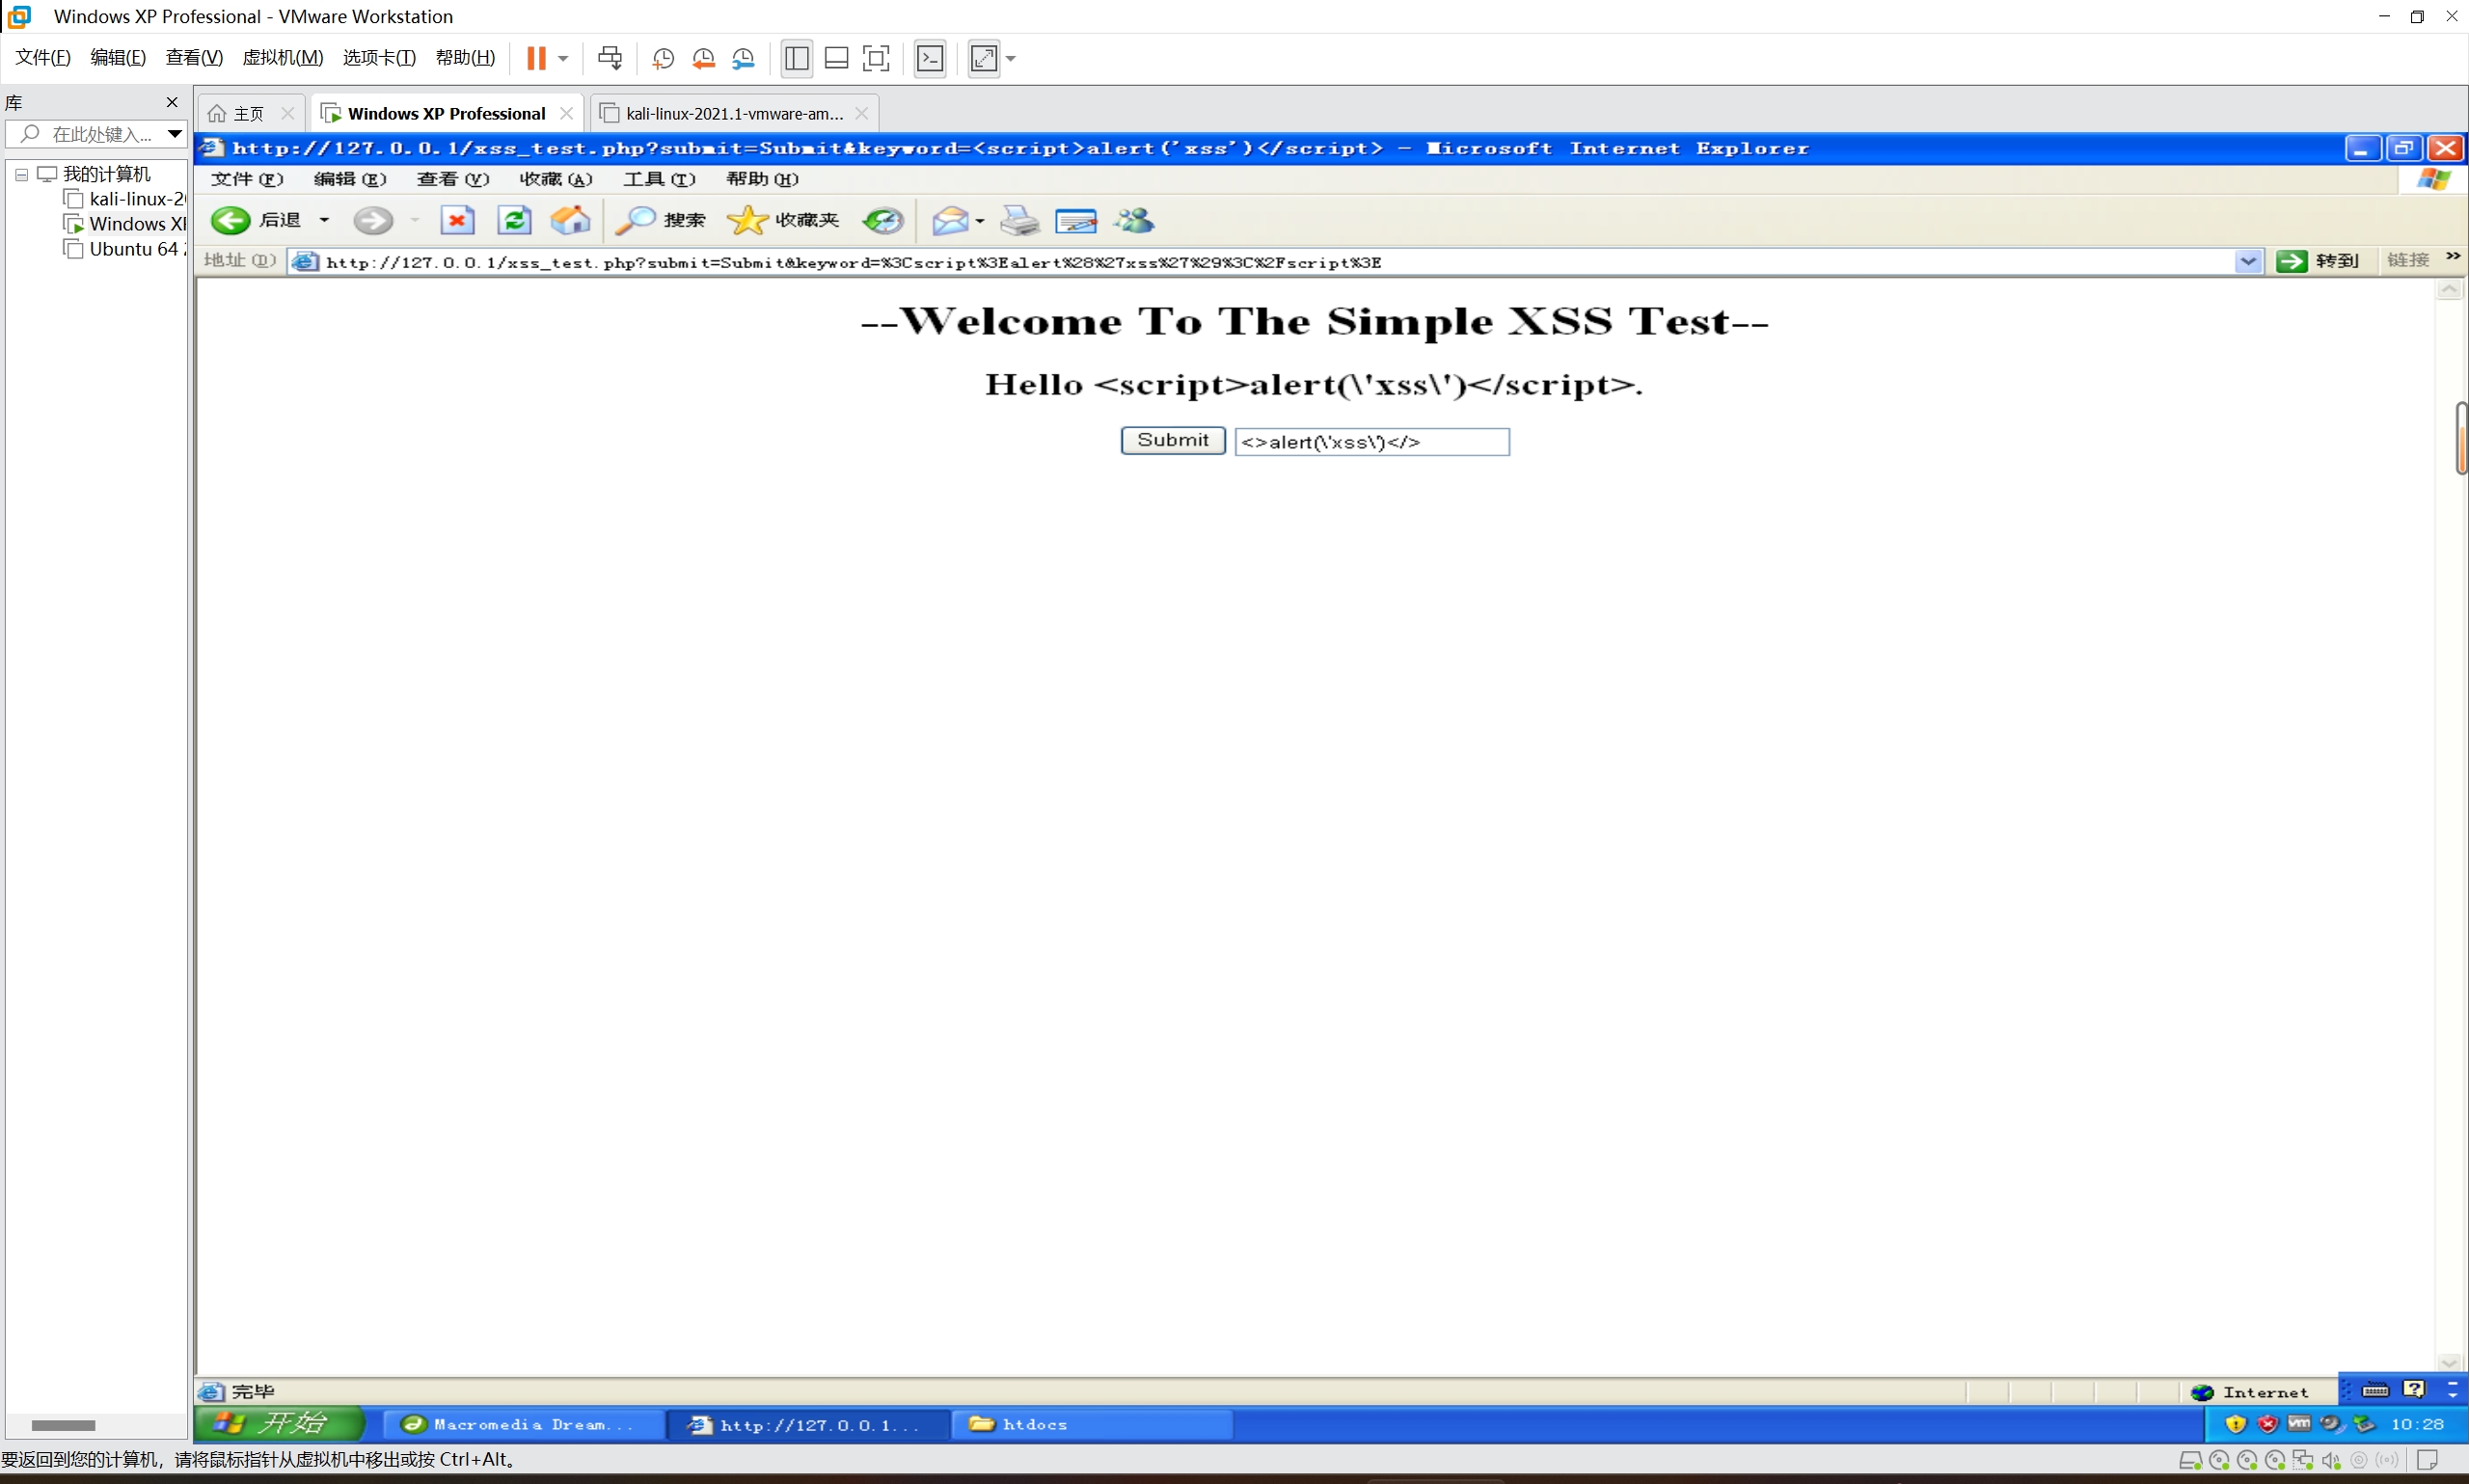 Windows XP Professional - VMware Workstation
文件(F) 编辑(E) 查看(V) 虚拟机(M) 选项卡(T) 帮助(H)
库
主页
Windows XP Professional
kali-linux-2021.1-vmware-am...
在此处键入...
我的计算机
kali-linux-2
Windows XI
Ubuntu 64
http://127.0.0.1/xss_test.php?submit=Submit&keyword=<script>alert('xss')</script> - Microsoft Internet Explorer
文件(F) 编辑(E) 查看(V) 收藏(A) 工具(T) 帮助(H)
后退 搜索 收藏夹
地址(D) http://127.0.0.1/xss_test.php?submit=Submit&keyword=%3Cscript%3Ealert%28%27xss%27%29%3C%2Fscript%3E 转到 链接 »
--Welcome To The Simple XSS Test--
Hello <script>alert(\'xss\')</script>.
Submit <>alert(\'xss\')</>
完毕 Internet
开始 Macromedia Dream... http://127.0.0.1... htdocs 10:28
要返回到您的计算机，请将鼠标指针从虚拟机中移出或按 Ctrl+Alt。